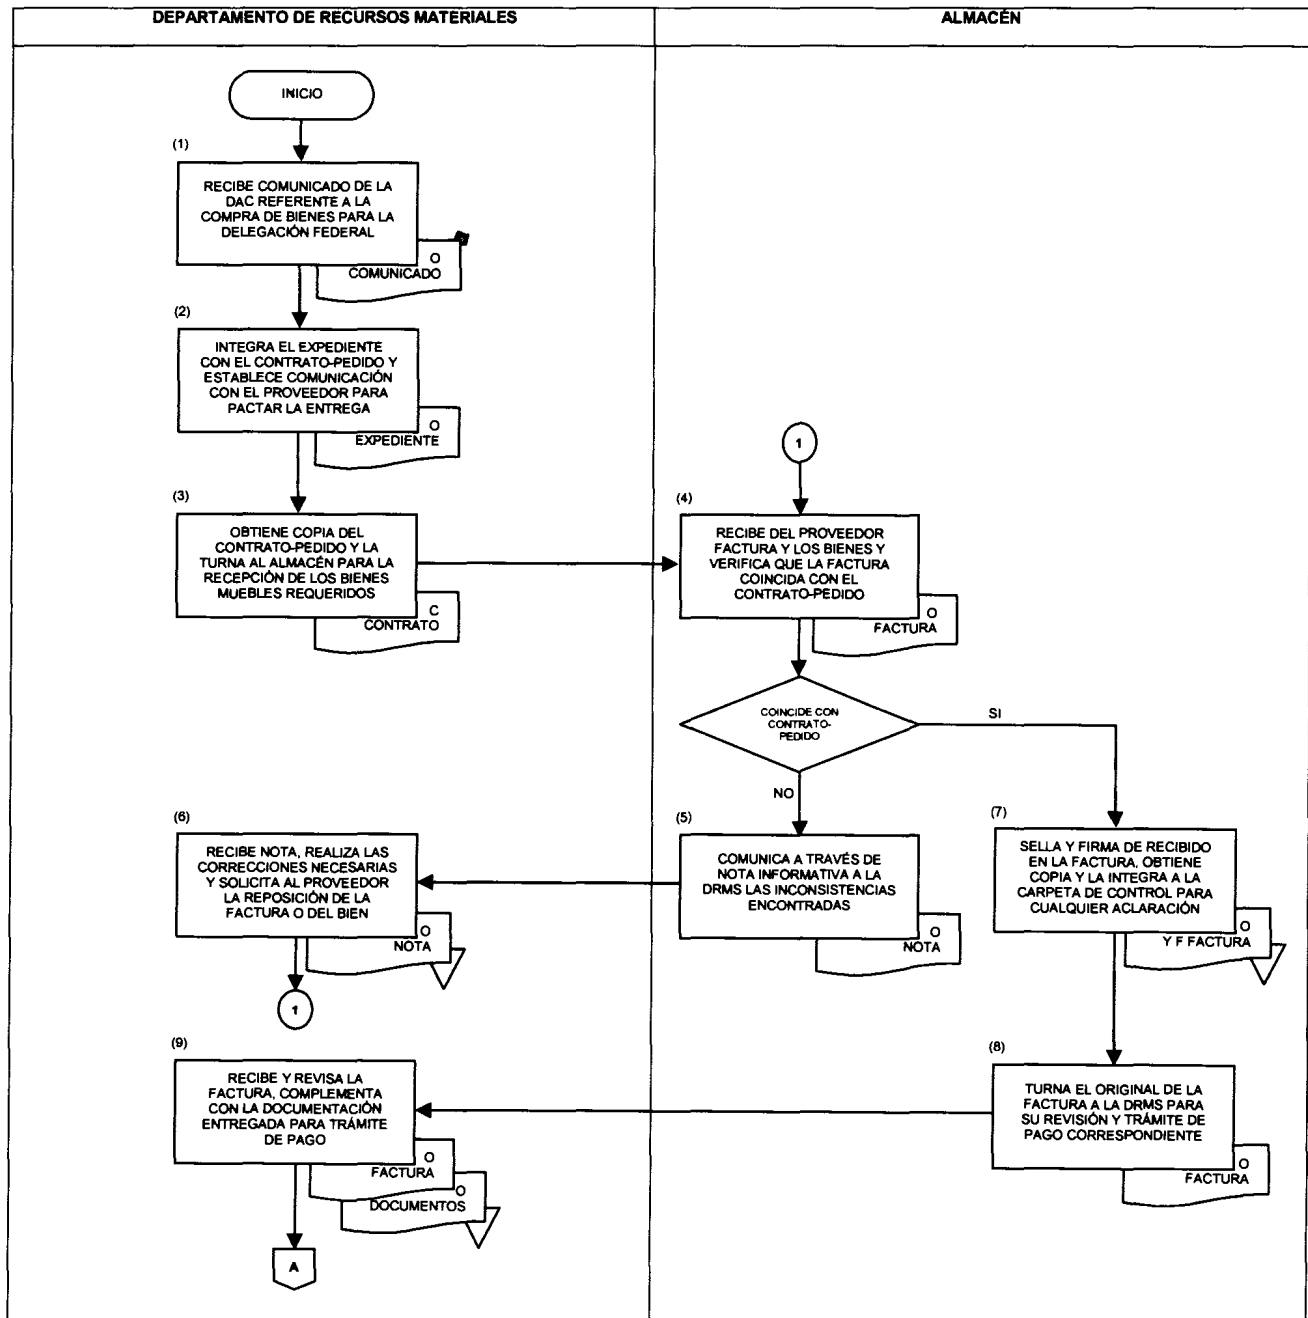 DEPARTAMENTO DE RECURSOS MATERIALES
ALMACÉN
INICIO
(1)
RECIBE COMUNICADO DE LA
DAC REFERENTE A LA
COMPRA DE BIENES PARA LA
DELEGACIÓN FEDERAL
O
COMUNICADO
(2)
INTEGRA EL EXPEDIENTE
CON EL CONTRATO-PEDIDO Y
ESTABLECE COMUNICACIÓN
CON EL PROVEEDOR PARA
PACTAR LA ENTREGA
O
EXPEDIENTE
(3)
OBTIENE COPIA DEL
CONTRATO-PEDIDO Y LA
TURNA AL ALMACÉN PARA LA
RECEPCIÓN DE LOS BIENES
MUEBLES REQUERIDOS
C
CONTRATO
1
(4)
RECIBE DEL PROVEEDOR
FACTURA Y LOS BIENES Y
VERIFICA QUE LA FACTURA
COINCIDA CON EL
CONTRATO-PEDIDO
O
FACTURA
COINCIDE CON
CONTRATO-
PEDIDO
SI
NO
(5)
COMUNICA A TRAVÉS DE
NOTA INFORMATIVA A LA
DRMS LAS INCONSISTENCIAS
ENCONTRADAS
O
NOTA
(6)
RECIBE NOTA, REALIZA LAS
CORRECCIONES NECESARIAS
Y SOLICITA AL PROVEEDOR
LA REPOSICIÓN DE LA
FACTURA O DEL BIEN
O
NOTA
1
(7)
SELLA Y FIRMA DE RECIBIDO
EN LA FACTURA, OBTIENE
COPIA Y LA INTEGRA A LA
CARPETA DE CONTROL PARA
CUALQUIER ACLARACIÓN
O
Y F FACTURA
(8)
TURNA EL ORIGINAL DE LA
FACTURA A LA DRMS PARA
SU REVISIÓN Y TRÁMITE DE
PAGO CORRESPONDIENTE
O
FACTURA
(9)
RECIBE Y REVISA LA
FACTURA, COMPLEMENTA
CON LA DOCUMENTACIÓN
ENTREGADA PARA TRÁMITE
DE PAGO
O
FACTURA
O
DOCUMENTOS
A